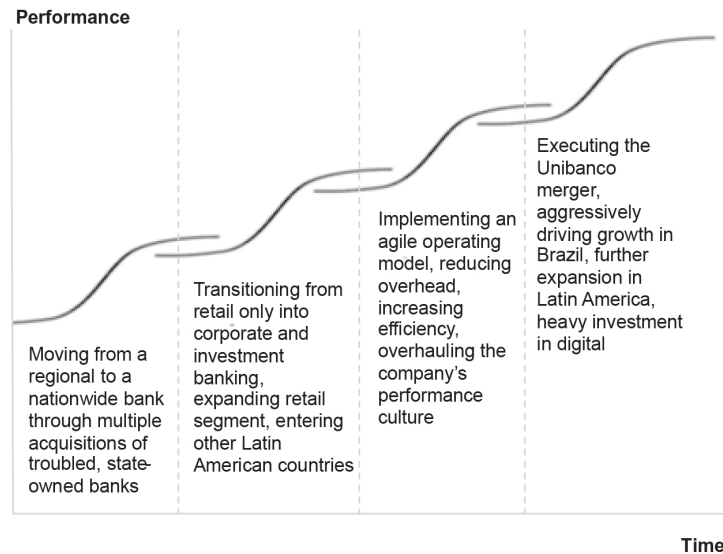 Performance
Moving from a
regional to a
nationwide bank
through multiple
acquisitions of
troubled, state-
owned banks
Transitioning from
retail only into
corporate and
investment
banking,
expanding retail
segment, entering
other Latin
American countries
Implementing an
agile operating
model, reducing
overhead,
increasing
efficiency,
overhauling the
company's
performance
culture
Executing the
Unibanco
merger,
aggressively
driving growth in
Brazil, further
expansion in
Latin America,
heavy investment
in digital
Time